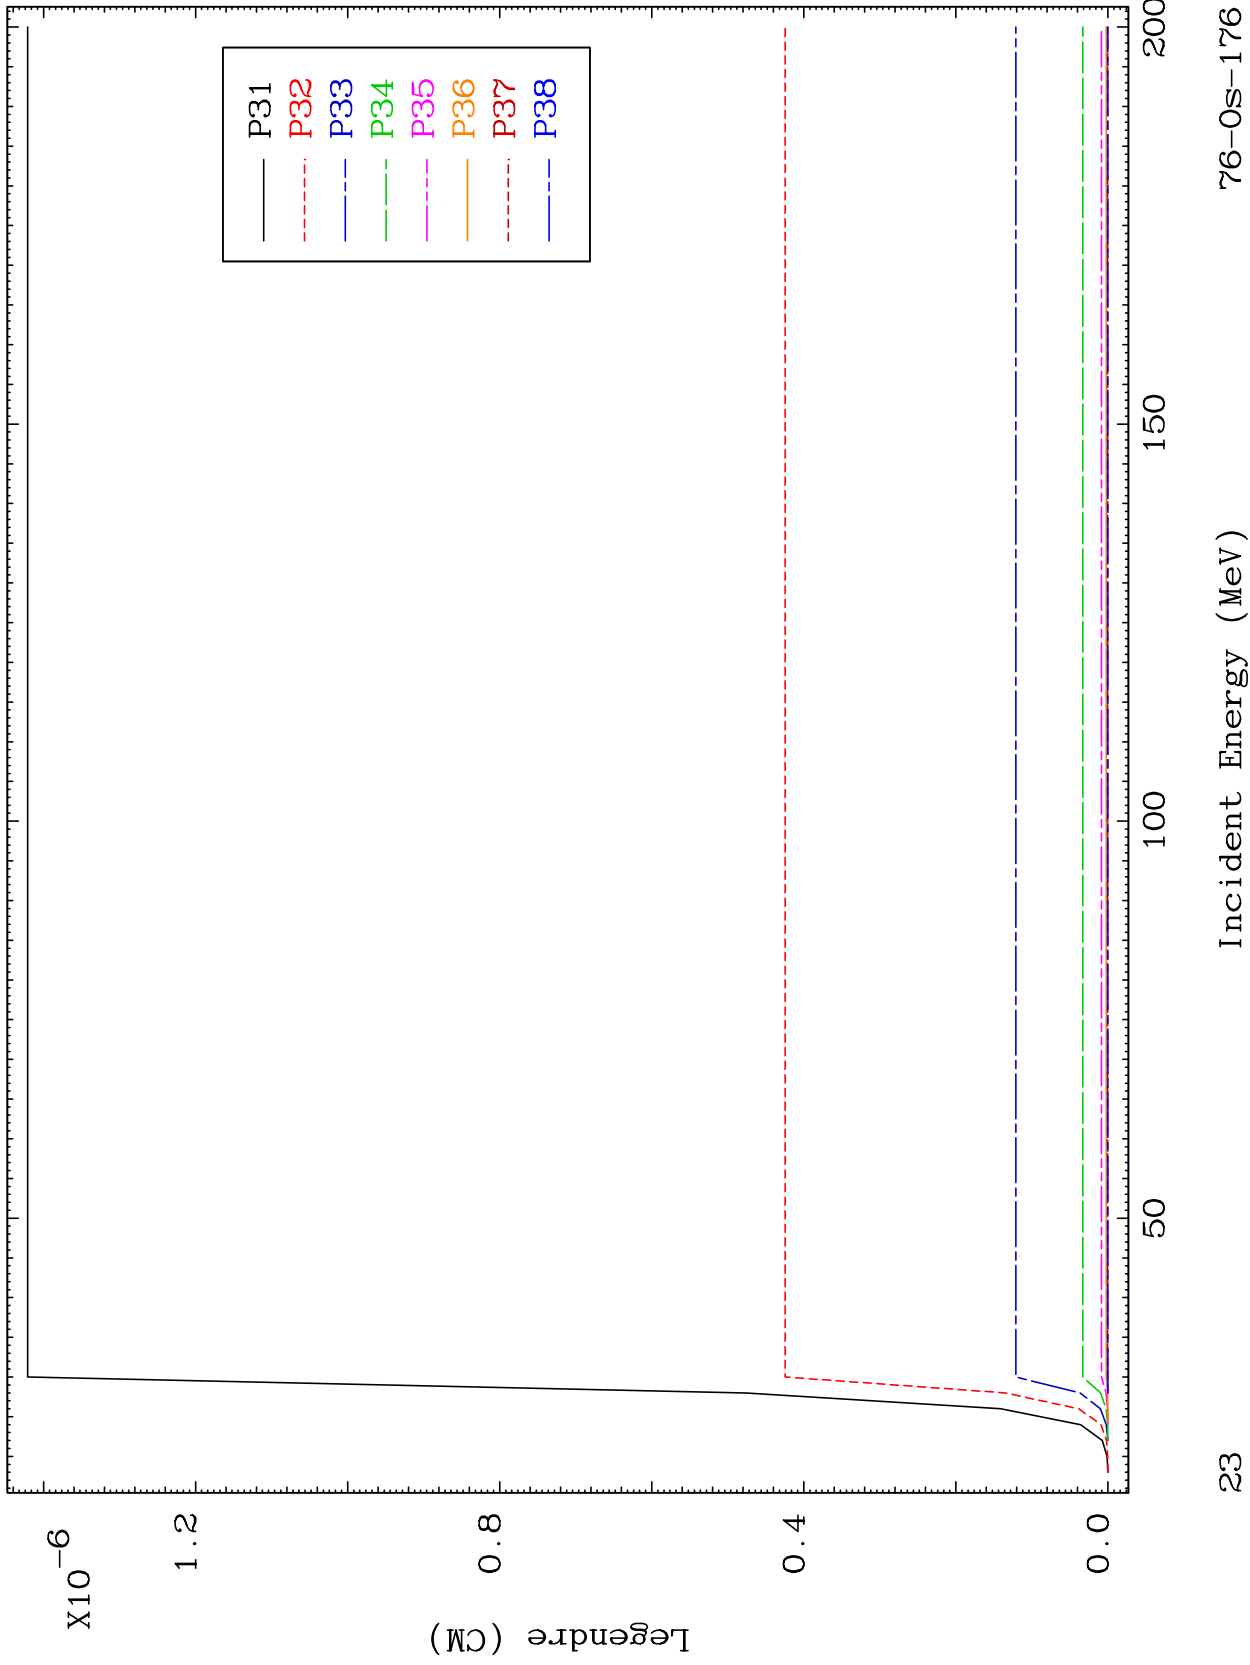 X10-6
1.2
0.8
0.4
0.0
Legendre (CM)
P31
P32
P33
P34
P35
P36
P37
P38
50
100
150
200
Incident Energy (MeV)
23
76-Os-176